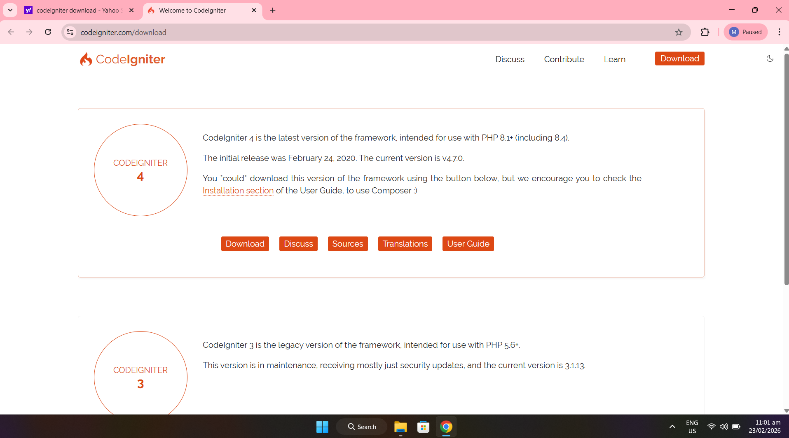 codeigniter download - Yahoo
Welcome to CodeIgniter
codeigniter.com/download
M Paused
CodeIgniter
Discuss
Contribute
Learn
Download
CODEIGNITER
4
CodeIgniter 4 is the latest version of the framework, intended for use with PHP 8.1+ (including 8.4).
The initial release was February 24, 2020. The current version is v4.7.0.
You *could* download this version of the framework using the button below, but we encourage you to check the
Installation section of the User Guide, to use Composer :)
Download
Discuss
Sources
Translations
User Guide
CODEIGNITER
3
CodeIgniter 3 is the legacy version of the framework, intended for use with PHP 5.6+.
This version is in maintenance, receiving mostly just security updates, and the current version is 3.1.13.
Search
ENG
US
11:01 am
23/02/2026